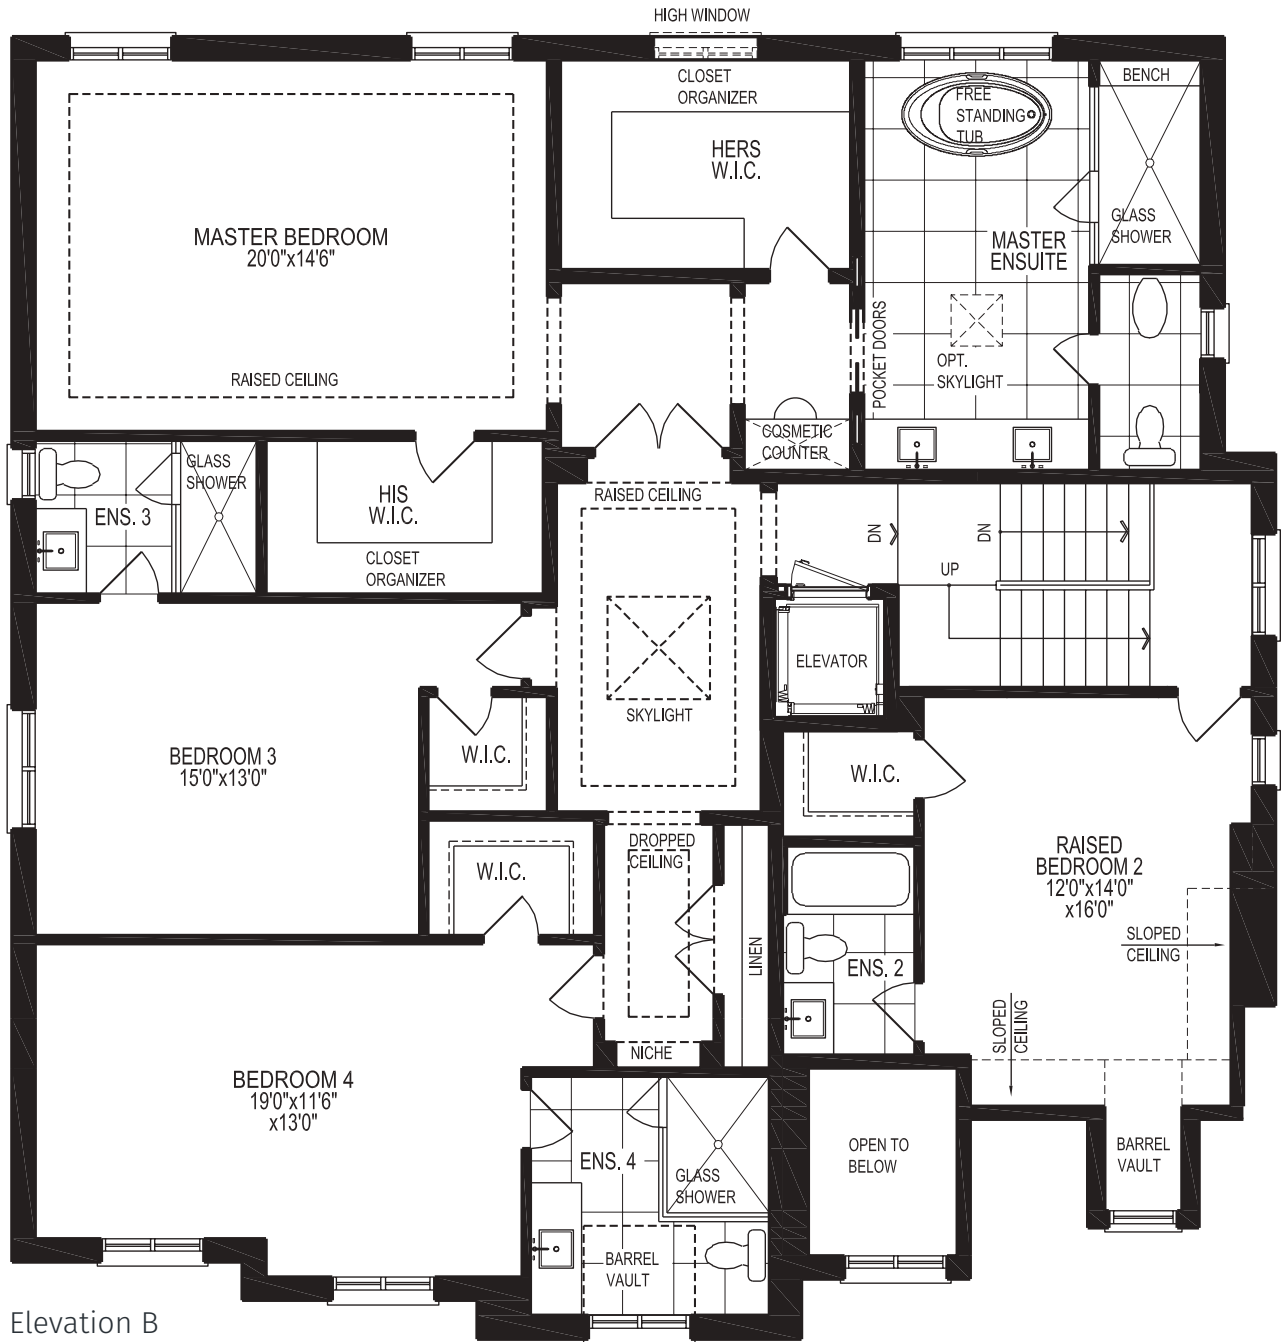 HIGH WINDOW
CLOSET
ORGANIZER
HERS
W.I.C.
FREE
STANDING
TUB
BENCH
GLASS
SHOWER
MASTER
ENSUITE
MASTER BEDROOM
20'0"x14'6"
RAISED CEILING
POCKET DOORS
OPT.
SKYLIGHT
COSMETIC
COUNTER
GLASS
SHOWER
ENS. 3
HIS
W.I.C.
CLOSET
ORGANIZER
RAISED CEILING
DN
DN
UP
ELEVATOR
SKYLIGHT
BEDROOM 3
15'0"x13'0"
W.I.C.
W.I.C.
W.I.C.
DROPPED
CEILING
LINEN
RAISED
BEDROOM 2
12'0"x14'0"
x16'0"
SLOPED
CEILING
ENS. 2
SLOPED
CEILING
NICHE
BEDROOM 4
19'0"x11'6"
x13'0"
ENS. 4
GLASS
SHOWER
BARREL
VAULT
OPEN TO
BELOW
BARREL
VAULT
Elevation B